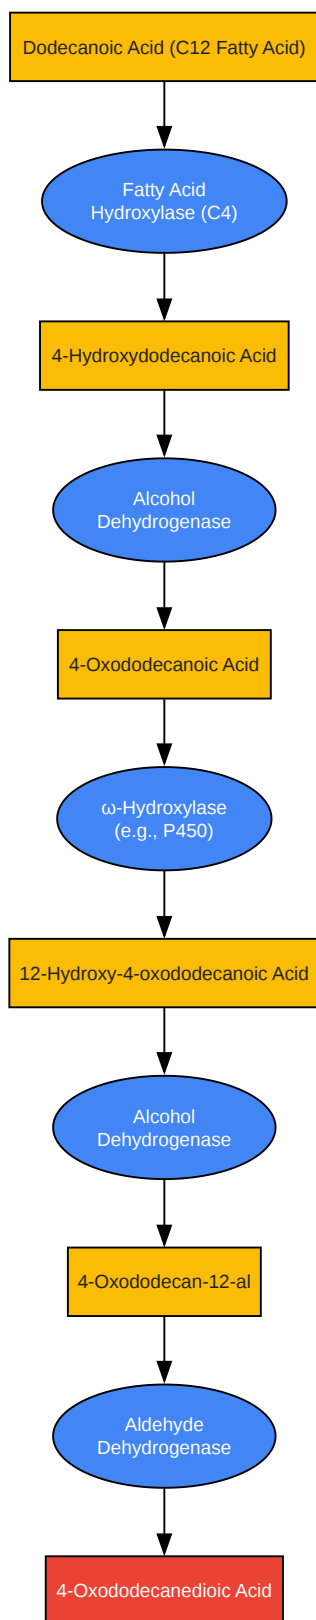 Dodecanoic Acid (C12 Fatty Acid)
Fatty Acid
Hydroxylase (C4)
4-Hydroxydodecanoic Acid
Alcohol
Dehydrogenase
4-Oxododecanoic Acid
ω-Hydroxylase
(e.g., P450)
12-Hydroxy-4-oxododecanoic Acid
Alcohol
Dehydrogenase
4-Oxododecan-12-al
Aldehyde
Dehydrogenase
4-Oxododecanedioic Acid